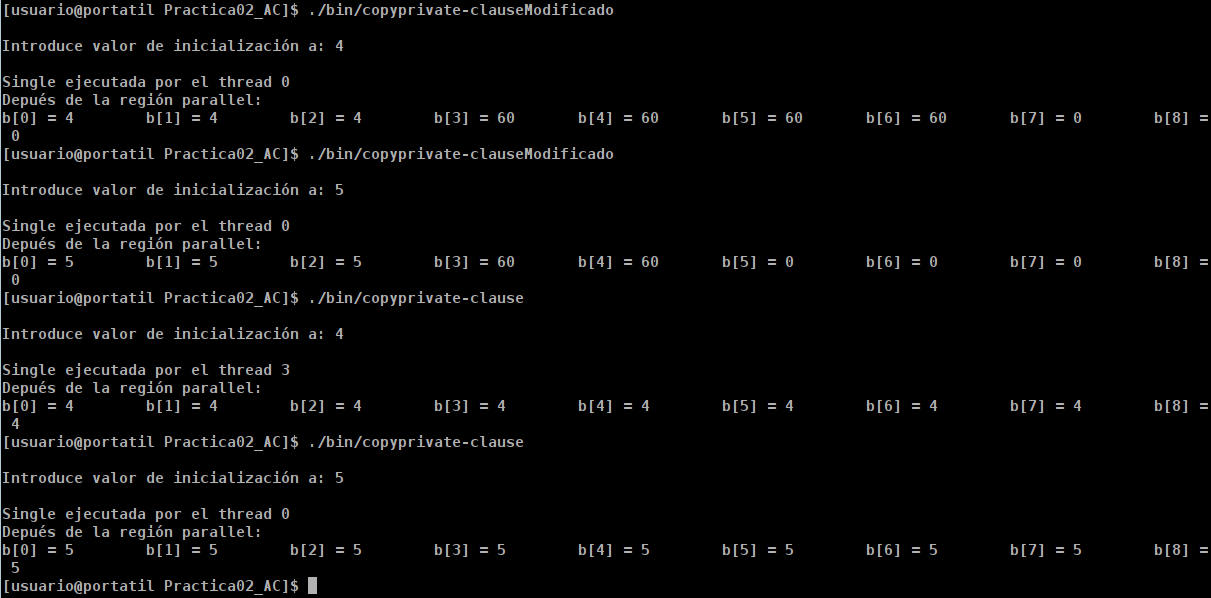 [usuario@portatil Practica02_AC]$ ./bin/copyprivate-clauseModificado
Introduce valor de inicialización a: 4
Single ejecutada por el thread 0
Depués de la región parallel:
b[0] = 4 b[1] = 4 b[2] = 4 b[3] = 60 b[4] = 60 b[5] = 60 b[6] = 60 b[7] = 0 b[8] =
0
[usuario@portatil Practica02_AC]$ ./bin/copyprivate-clauseModificado
Introduce valor de inicialización a: 5
Single ejecutada por el thread 0
Depués de la región parallel:
b[0] = 5 b[1] = 5 b[2] = 5 b[3] = 60 b[4] = 60 b[5] = 0 b[6] = 0 b[7] = 0 b[8] =
0
[usuario@portatil Practica02_AC]$ ./bin/copyprivate-clause
Introduce valor de inicialización a: 4
Single ejecutada por el thread 3
Depués de la región parallel:
b[0] = 4 b[1] = 4 b[2] = 4 b[3] = 4 b[4] = 4 b[5] = 4 b[6] = 4 b[7] = 4 b[8] =
4
[usuario@portatil Practica02_AC]$ ./bin/copyprivate-clause
Introduce valor de inicialización a: 5
Single ejecutada por el thread 0
Depués de la región parallel:
b[0] = 5 b[1] = 5 b[2] = 5 b[3] = 5 b[4] = 5 b[5] = 5 b[6] = 5 b[7] = 5 b[8] =
5
[usuario@portatil Practica02_AC]$